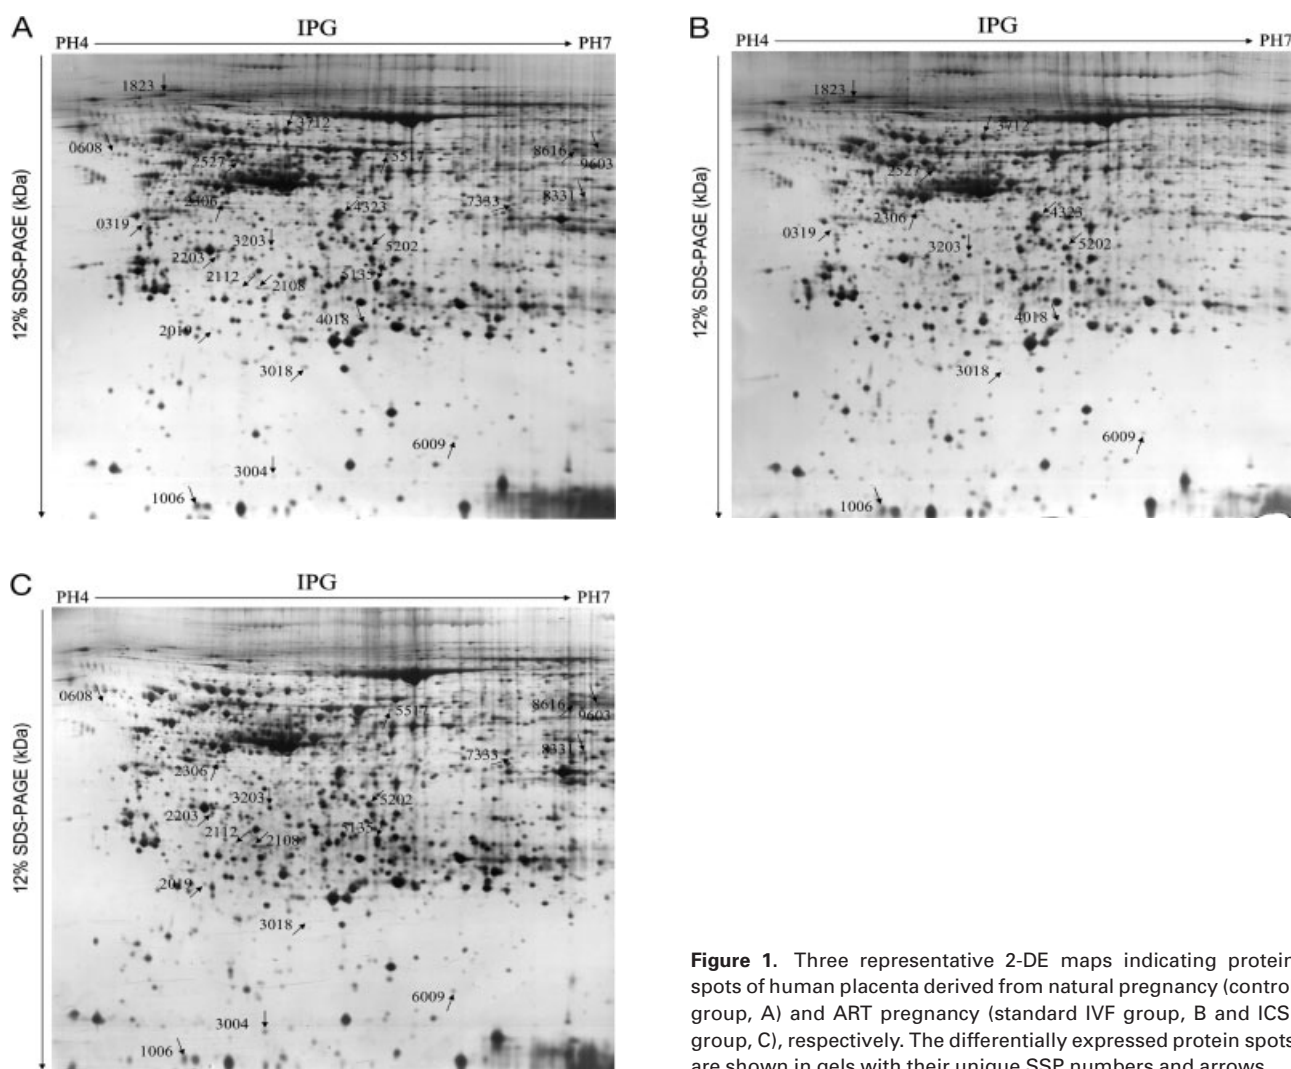 A
IPG
PH4
PH7
12% SDS-PAGE (kDa)
1823
3712
0608
2527
5517
8616
9603
2306
4323
7333
8331
0319
3203
2203
5202
2112
2108
5135
2019
4018
3018
6009
3004
1006
B
IPG
PH4
PH7
12% SDS-PAGE (kDa)
1823
3712
2527
2306
4323
0319
3203
5202
4018
3018
6009
1006
C
IPG
PH4
PH7
12% SDS-PAGE (kDa)
0608
5517
8616
9603
2306
7333
8331
3203
5202
2203
2112
2108
5135
2019
3018
6009
3004
1006
Figure 1. Three representative 2-DE maps indicating protein
spots of human placenta derived from natural pregnancy (contro
group, A) and ART pregnancy (standard IVF group, B and ICS
group, C), respectively. The differentially expressed protein spots
are shown in gels with their unique SSP numbers and arrows